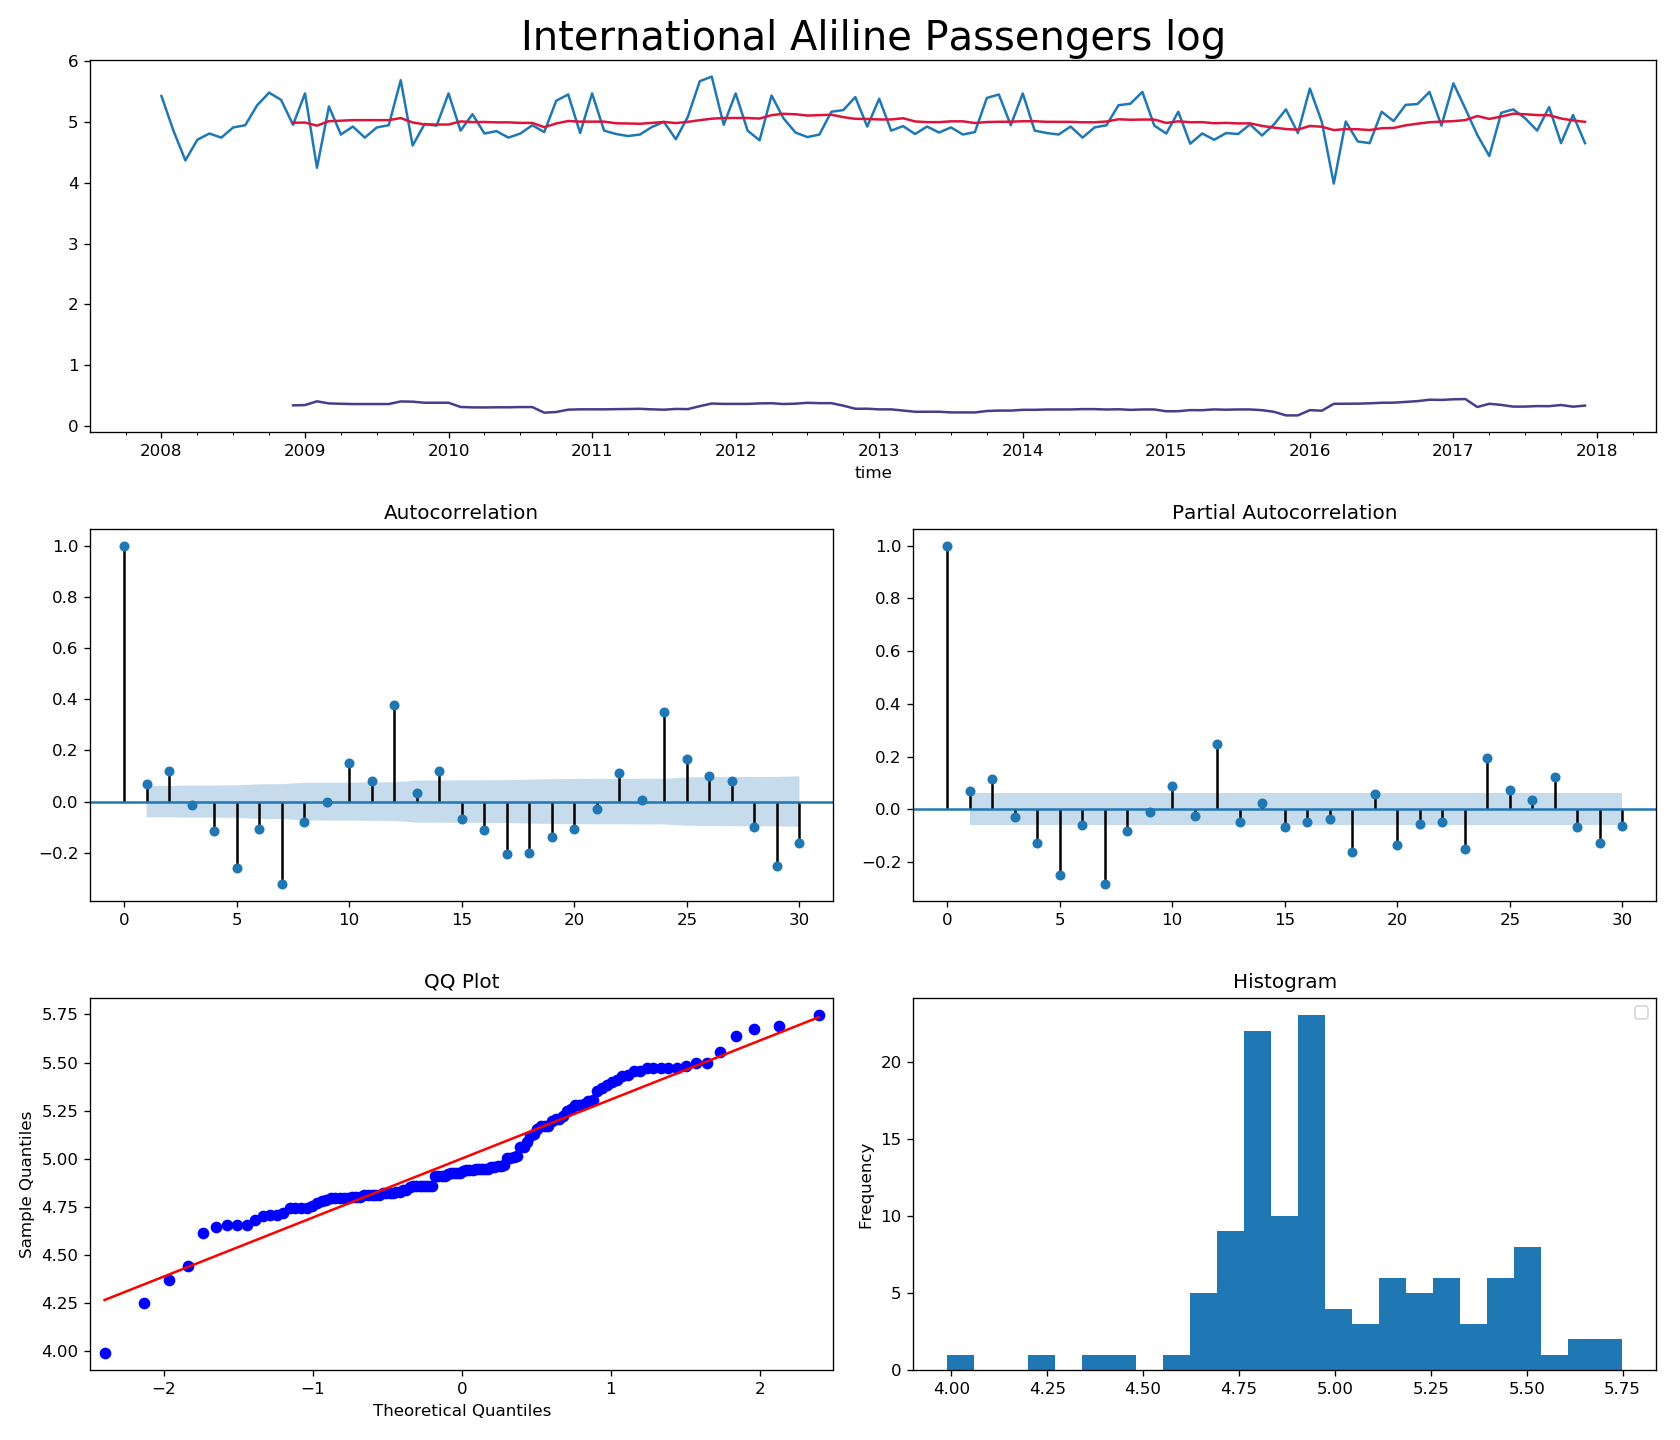 International Aliline Passengers log
6
5
4
3
2
1
0
2008 2009 2010 2011 2012 2013 2014 2015 2016 2017 2018
time
Autocorrelation
1.0
0.8
0.6
0.4
0.2
0.0
−0.2
0 5 10 15 20 25 30
Partial Autocorrelation
1.0
0.8
0.6
0.4
0.2
0.0
−0.2
0 5 10 15 20 25 30
QQ Plot
Sample Quantiles
5.75
5.50
5.25
5.00
4.75
4.50
4.25
4.00
−2 −1 0 1 2
Theoretical Quantiles
Histogram
Frequency
20
15
10
5
0
4.00 4.25 4.50 4.75 5.00 5.25 5.50 5.75